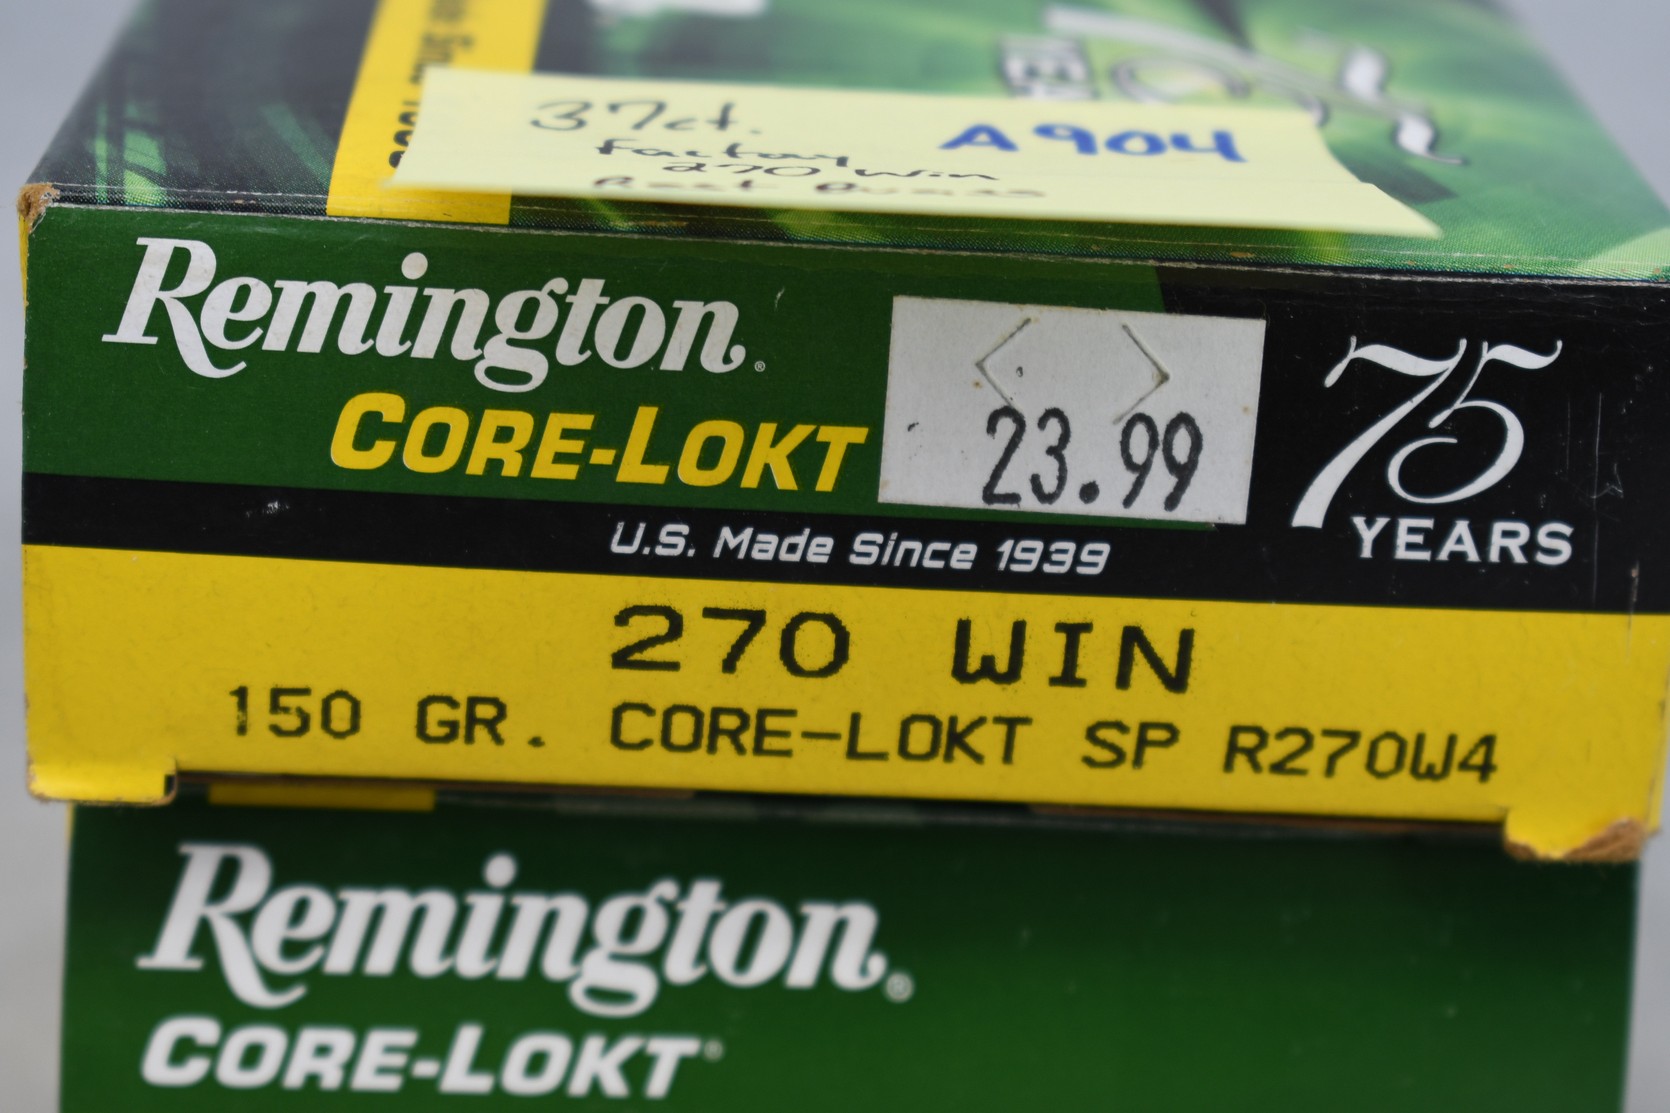 37ct.
A904
Factory
270 Win
Remington®
CORE-LOKT
23.99
75
YEARS
U.S. Made Since 1939
270 WIN
150 GR. CORE-LOKT SP R270W4
Remington®
CORE-LOKT®